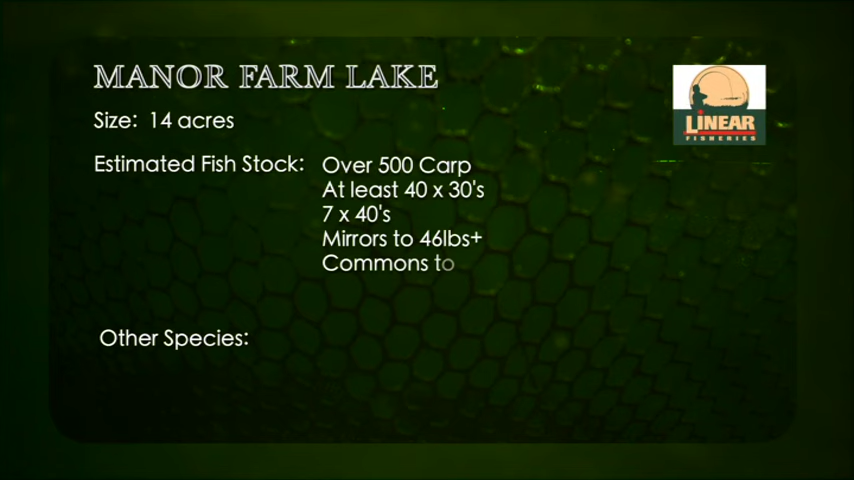 MANOR FARM LAKE
Size: 14 acres
Estimated Fish Stock: Over 500 Carp
At least 40 x 30's
7 x 40's
Mirrors to 46lbs+
Commons to
Other Species:
LINEAR
FISHERIES